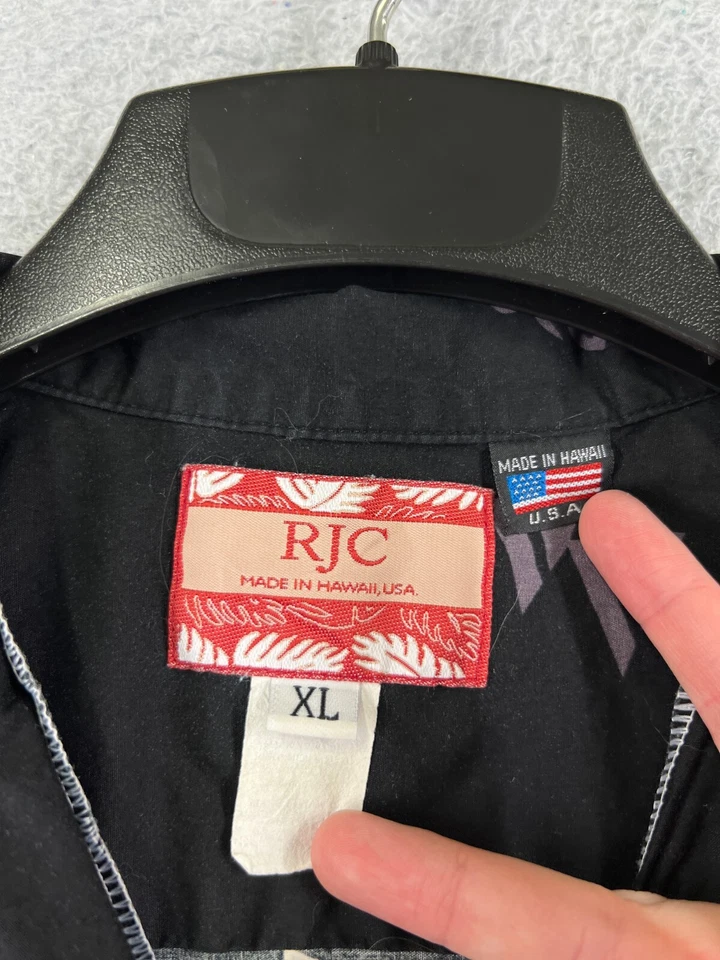 MADE IN HAWAII
U.S.A
RJC
MADE IN HAWAII, USA.
XL